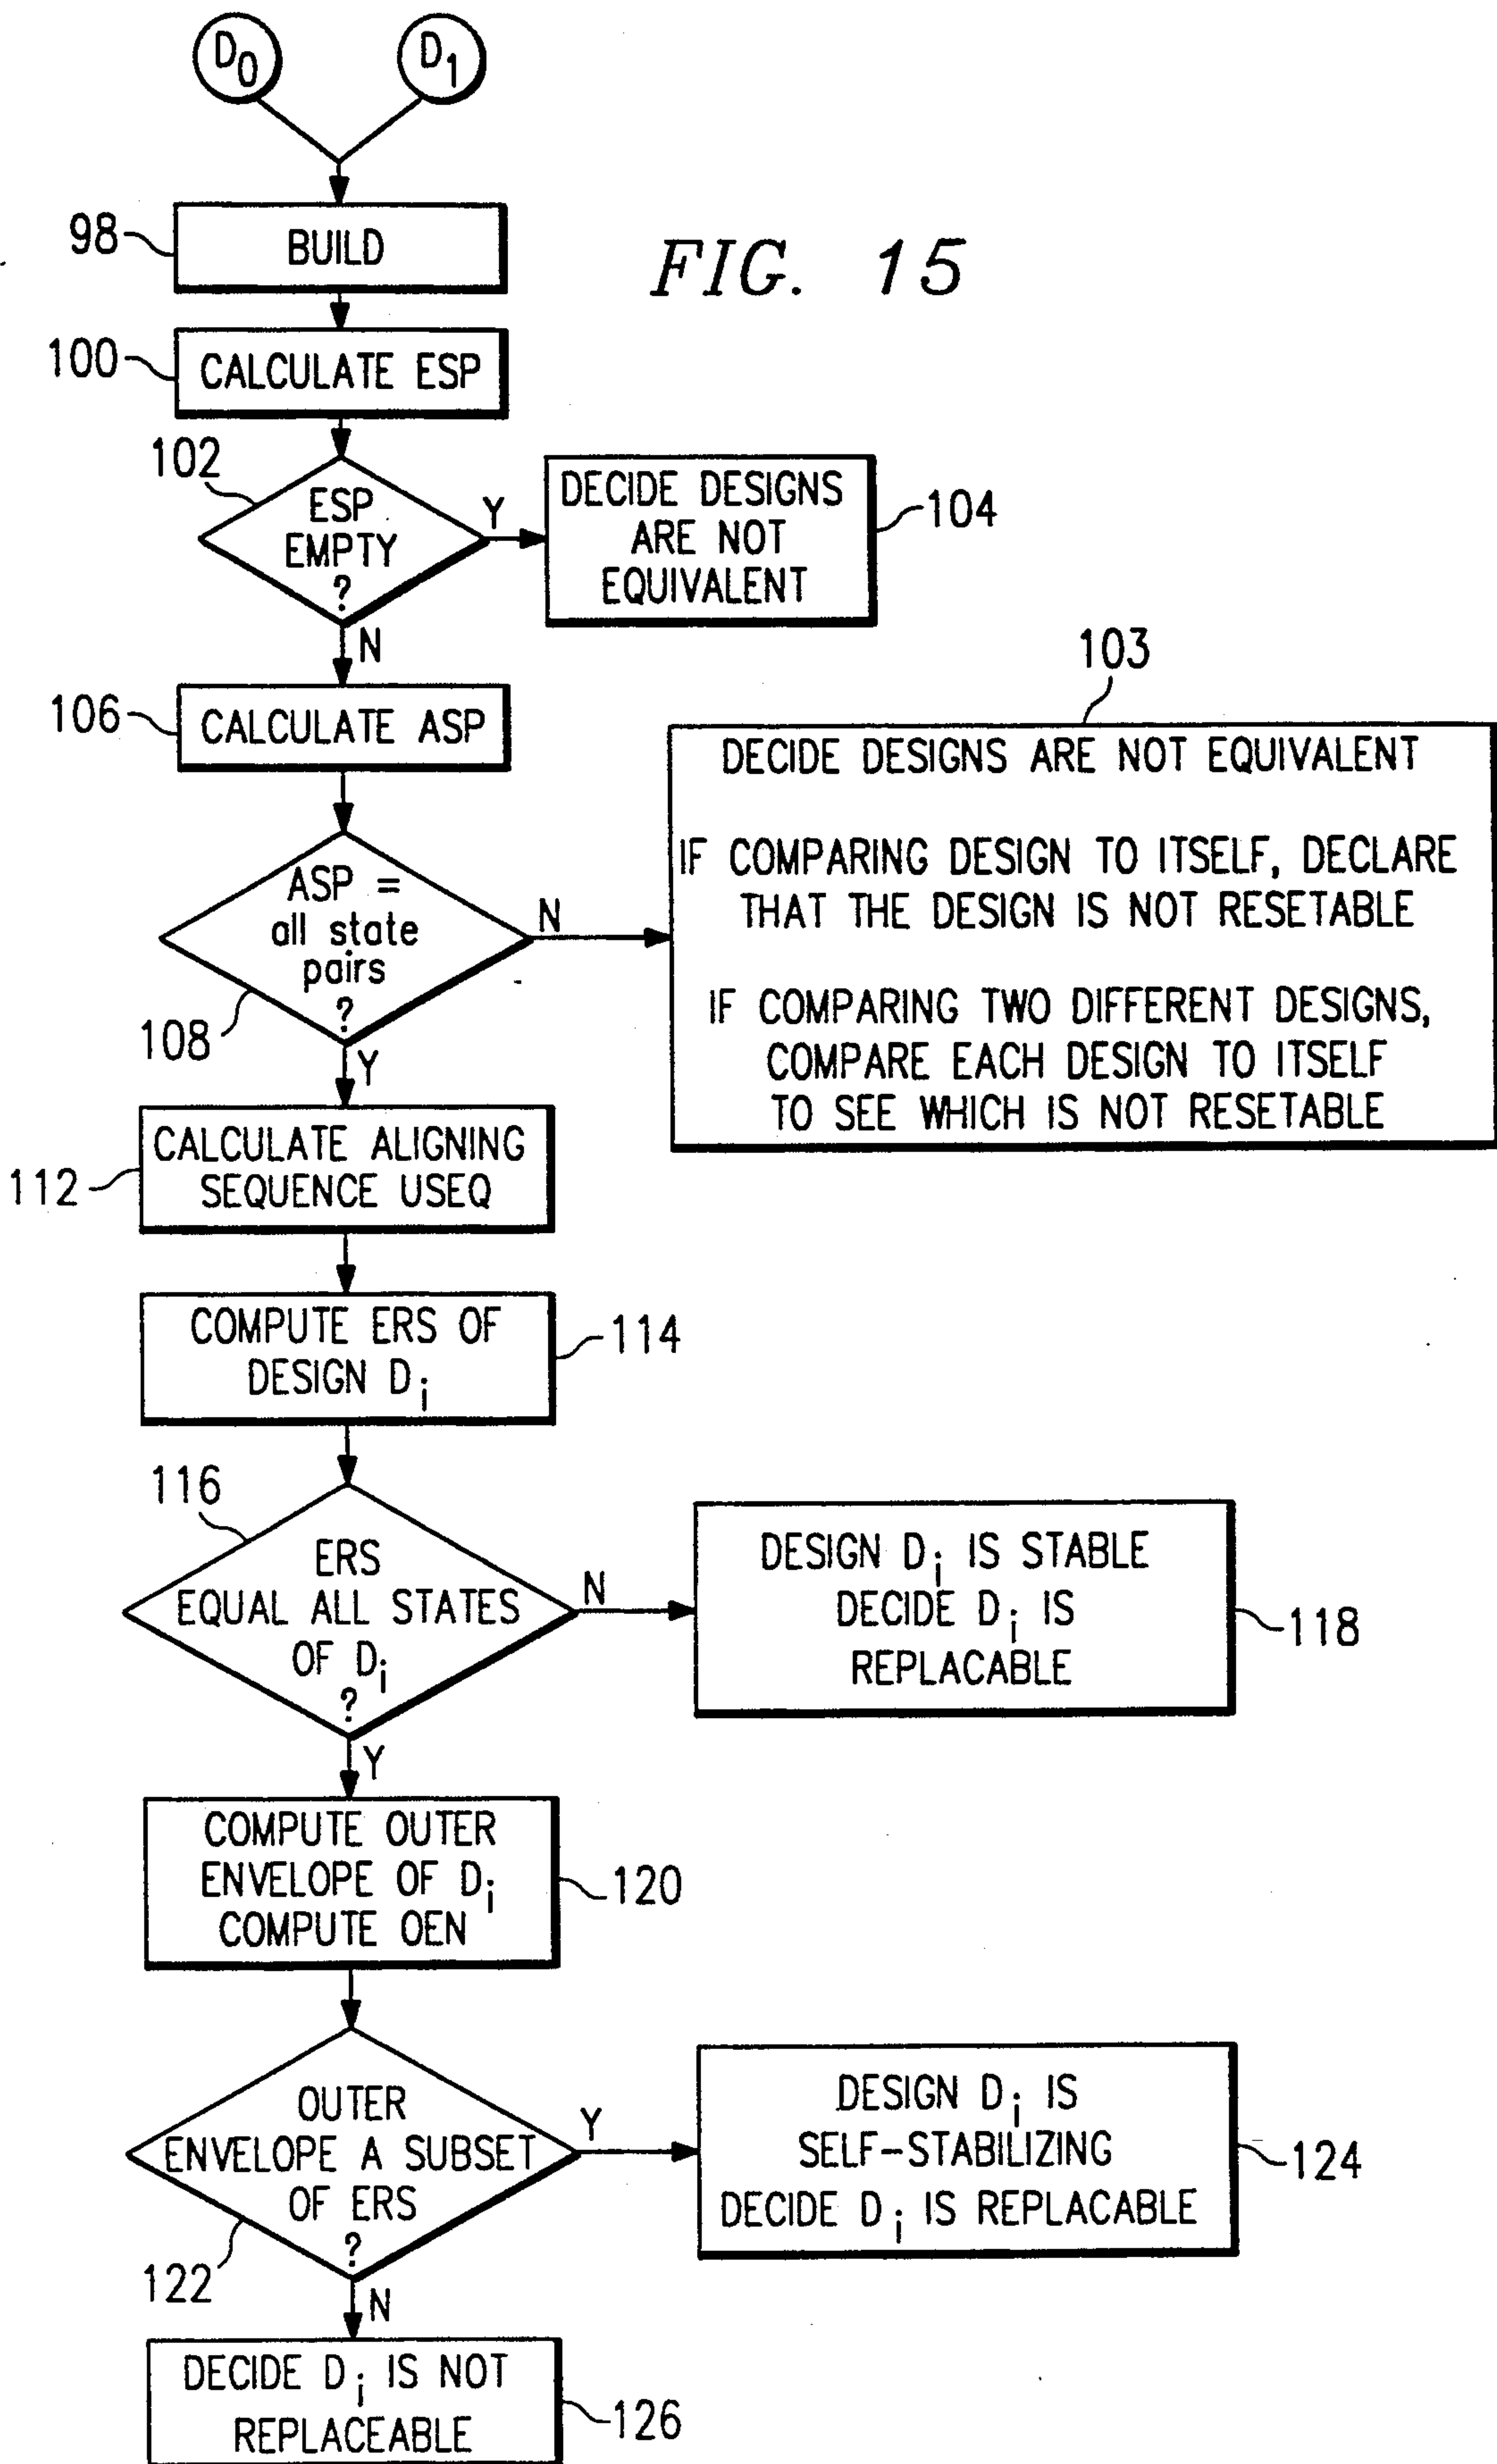 D0
D1
98
BUILD
FIG. 15
100
CALCULATE ESP
102
ESP
EMPTY
?
Y
N
DECIDE DESIGNS
ARE NOT
EQUIVALENT
104
106
CALCULATE ASP
103
DECIDE DESIGNS ARE NOT EQUIVALENT
IF COMPARING DESIGN TO ITSELF, DECLARE
THAT THE DESIGN IS NOT RESETABLE
IF COMPARING TWO DIFFERENT DESIGNS,
COMPARE EACH DESIGN TO ITSELF
TO SEE WHICH IS NOT RESETABLE
ASP =
all state
pairs
?
N
108
Y
CALCULATE ALIGNING
SEQUENCE USEQ
112
COMPUTE ERS OF
DESIGN Di
114
116
ERS
EQUAL ALL STATES
OF Di
?
N
Y
DESIGN Di IS STABLE
DECIDE Di IS
REPLACABLE
118
COMPUTE OUTER
ENVELOPE OF Di
COMPUTE OEN
120
OUTER
ENVELOPE A SUBSET
OF ERS
?
Y
122
N
DESIGN Di IS
SELF-STABILIZING
DECIDE Di IS REPLACABLE
124
DECIDE Di IS NOT
REPLACEABLE
126